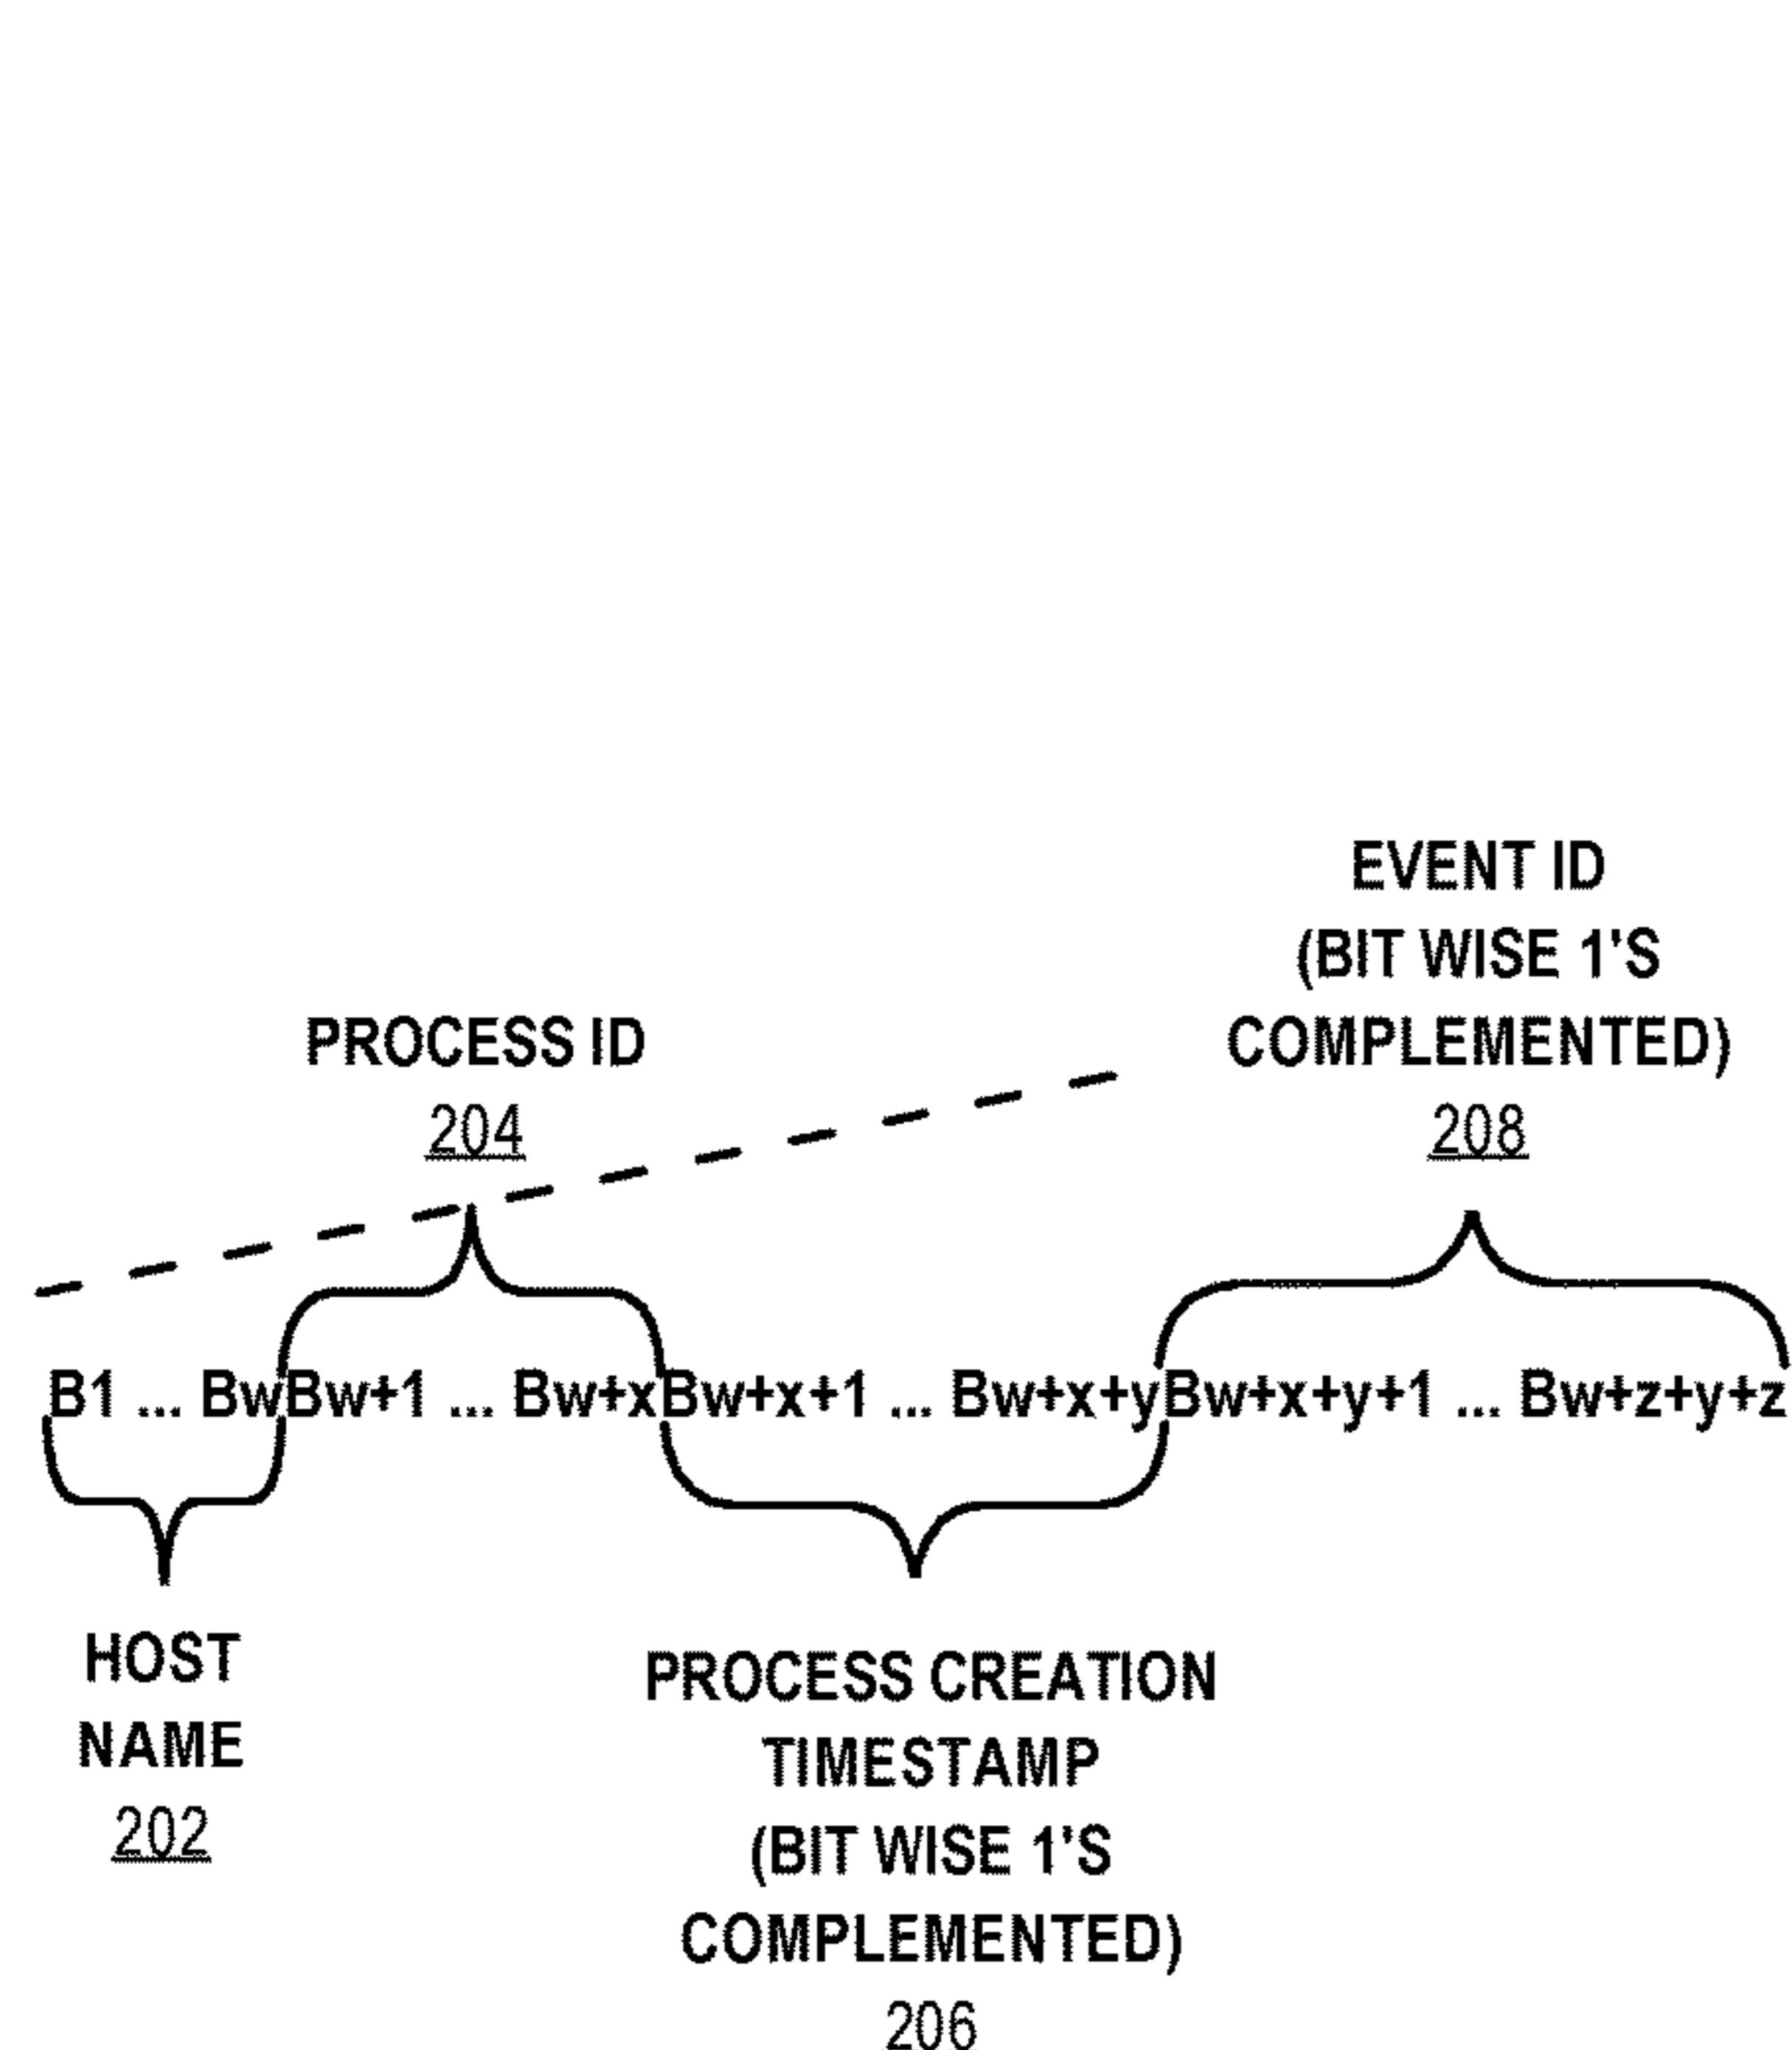 EVENT ID
(BIT WISE 1'S
COMPLEMENTED)
208
PROCESS ID
204
B1 ... BwBw+1 ... Bw+xBw+x+1 ... Bw+x+yBw+x+y+1 ... Bw+z+y+z
HOST
NAME
202
PROCESS CREATION
TIMESTAMP
(BIT WISE 1'S
COMPLEMENTED)
206